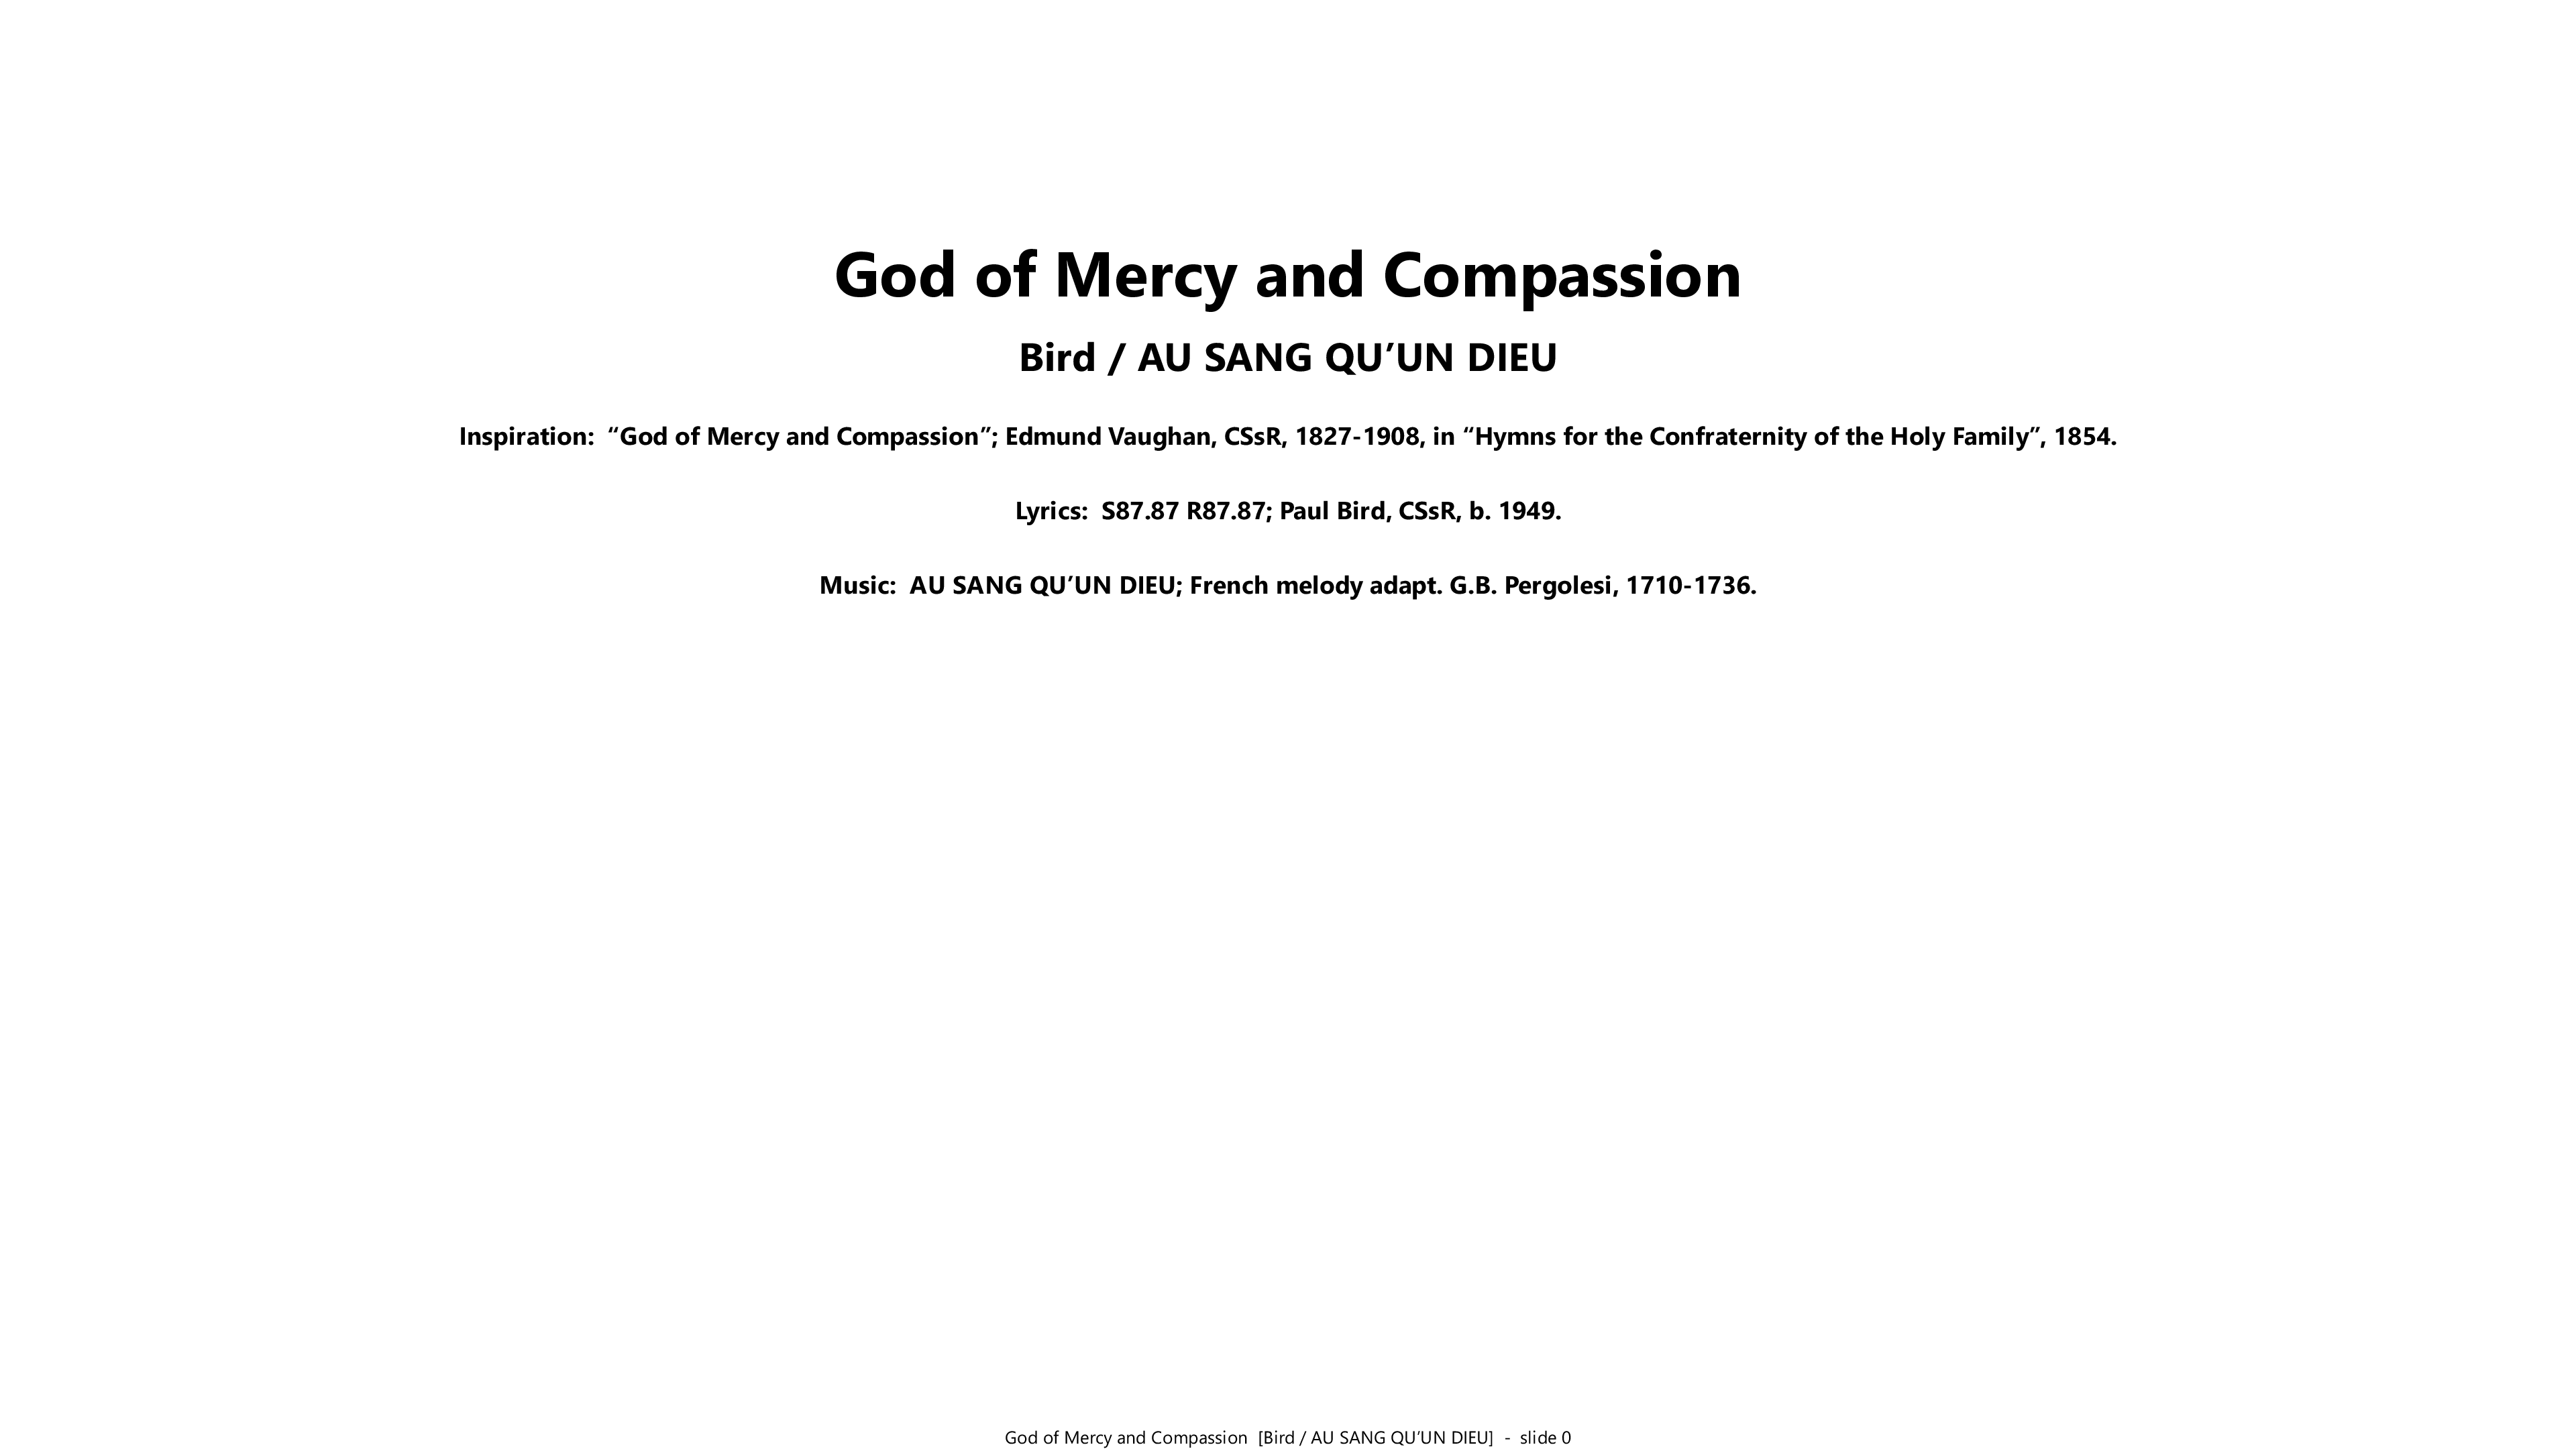 God of Mercy and Compassion
Bird / AU SANG QU’UN DIEU
Inspiration:  “God of Mercy and Compassion”; Edmund Vaughan, CSsR, 1827-1908, in “Hymns for the Confraternity of the Holy Family”, 1854.
Lyrics:  S87.87 R87.87; Paul Bird, CSsR, b. 1949.
Music:  AU SANG QU’UN DIEU; French melody adapt. G.B. Pergolesi, 1710-1736.
God of Mercy and Compassion  [Bird / AU SANG QU’UN DIEU]  -  slide 0